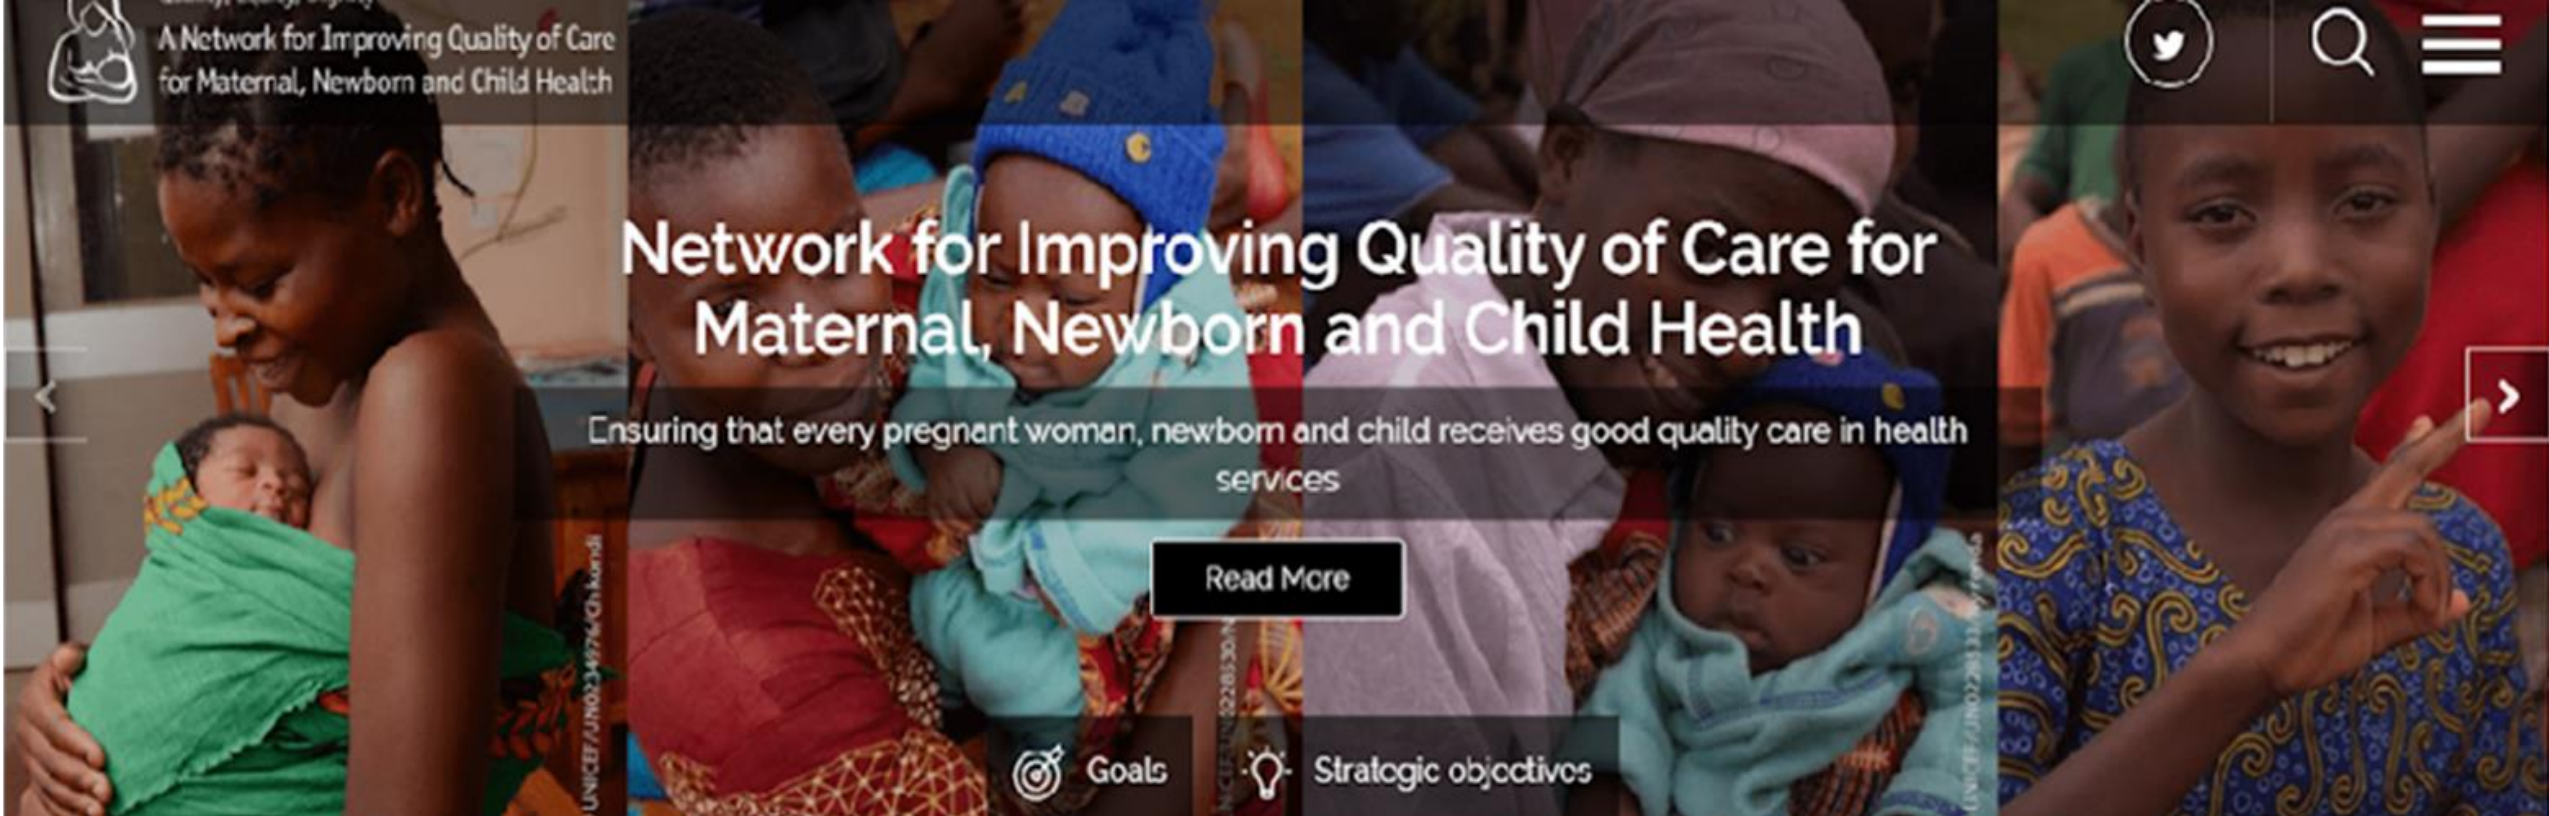 A Network for Improving Quality of Care
for Maternal, Newborn and Child Health
A
B
C
Network for Improving Quality of Care for
Maternal, Newborn and Child Health
Ensuring that every pregnant woman, newborn and child receives good quality care in health
services
Read More
Goals
Strategic objectives